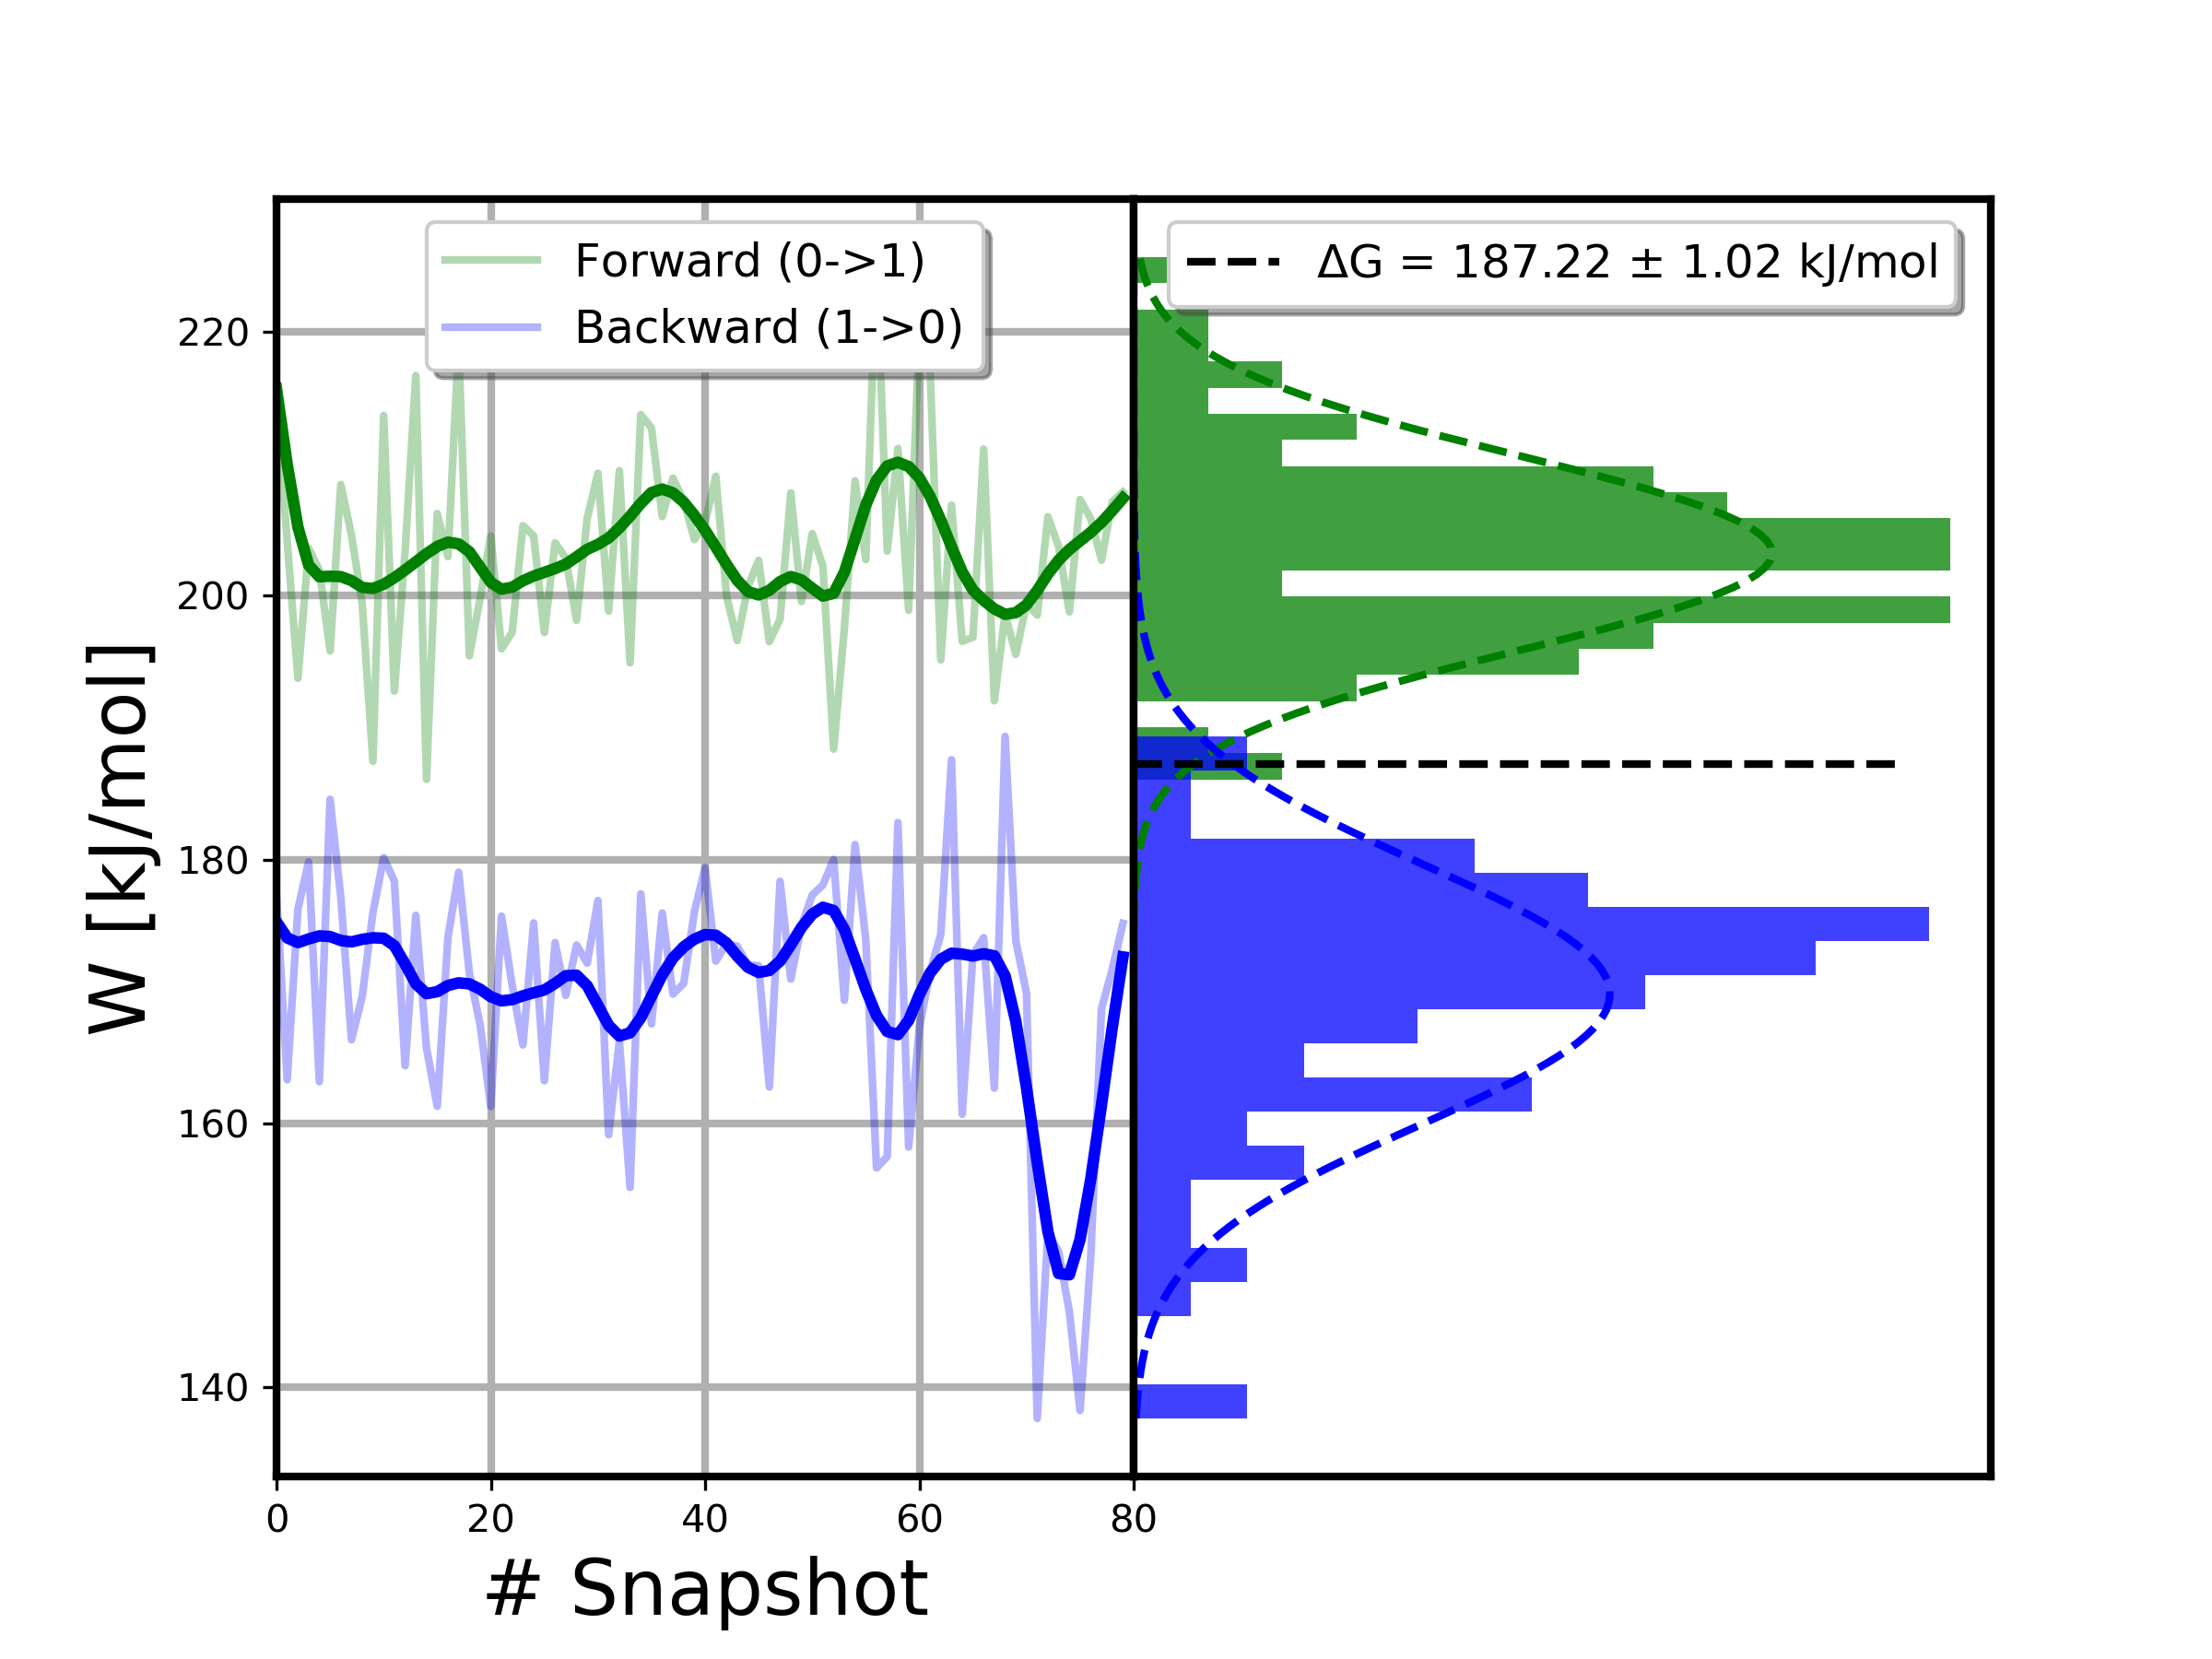 Forward (0->1)
Backward (1->0)
ΔG = 187.22 ± 1.02 kJ/mol
W [kJ/mol]
220
200
180
160
140
0 20 40 60 80
# Snapshot